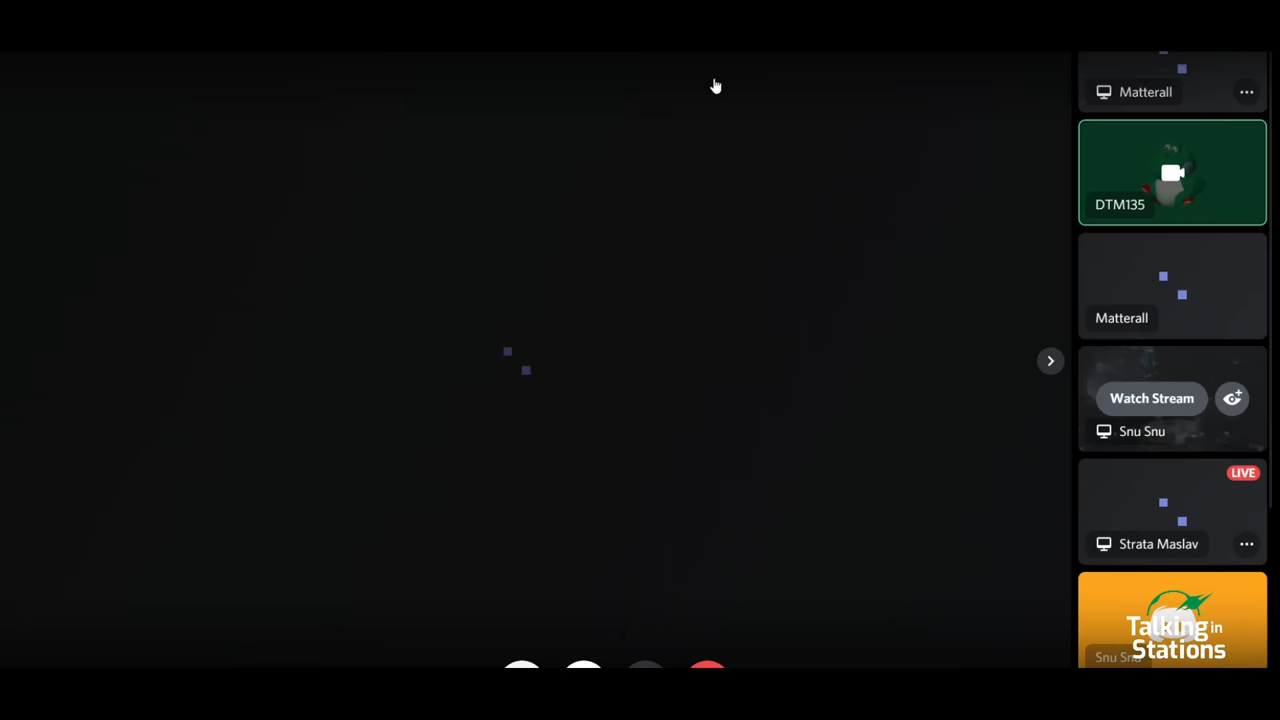 Matterall
DTM135
Matterall
Watch Stream
Snu Snu
LIVE
Strata Maslav
Talking in
Stations
Snu Snu